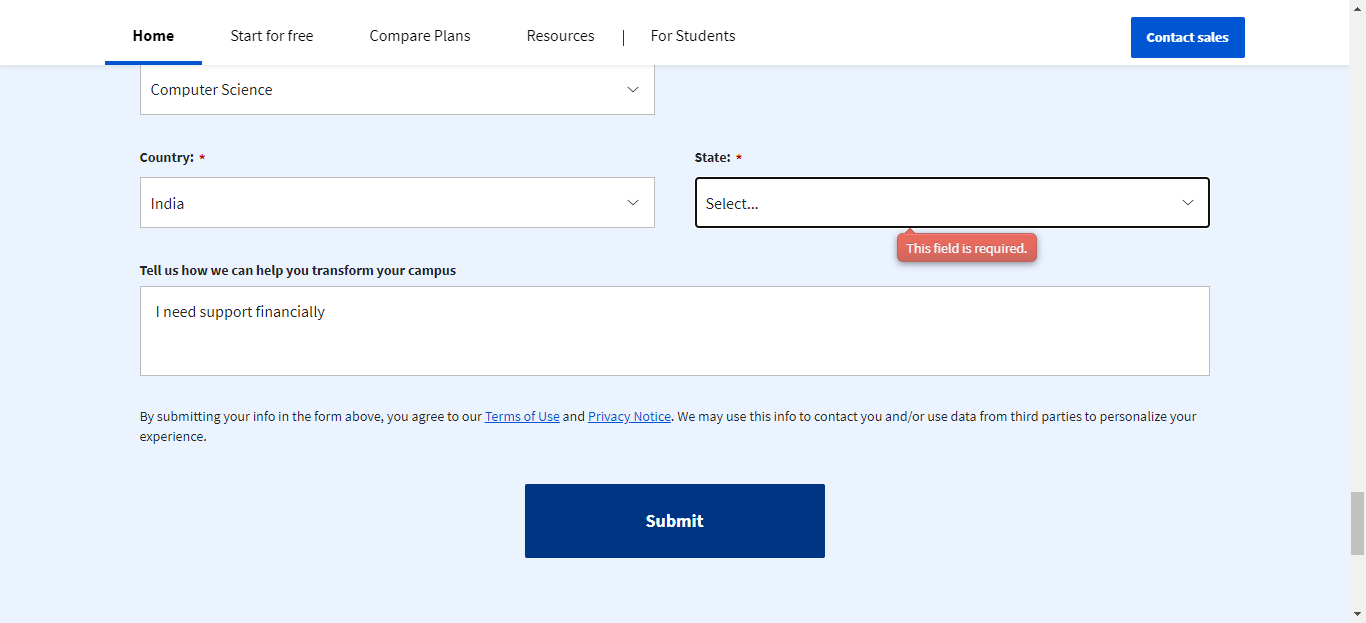 Home
Start for free
Compare Plans
Resources
|
For Students
Contact sales
Computer Science
Country: *
State: *
India
Select...
This field is required.
Tell us how we can help you transform your campus
I need support financially
By submitting your info in the form above, you agree to our Terms of Use and Privacy Notice. We may use this info to contact you and/or use data from third parties to personalize your
experience.
Submit